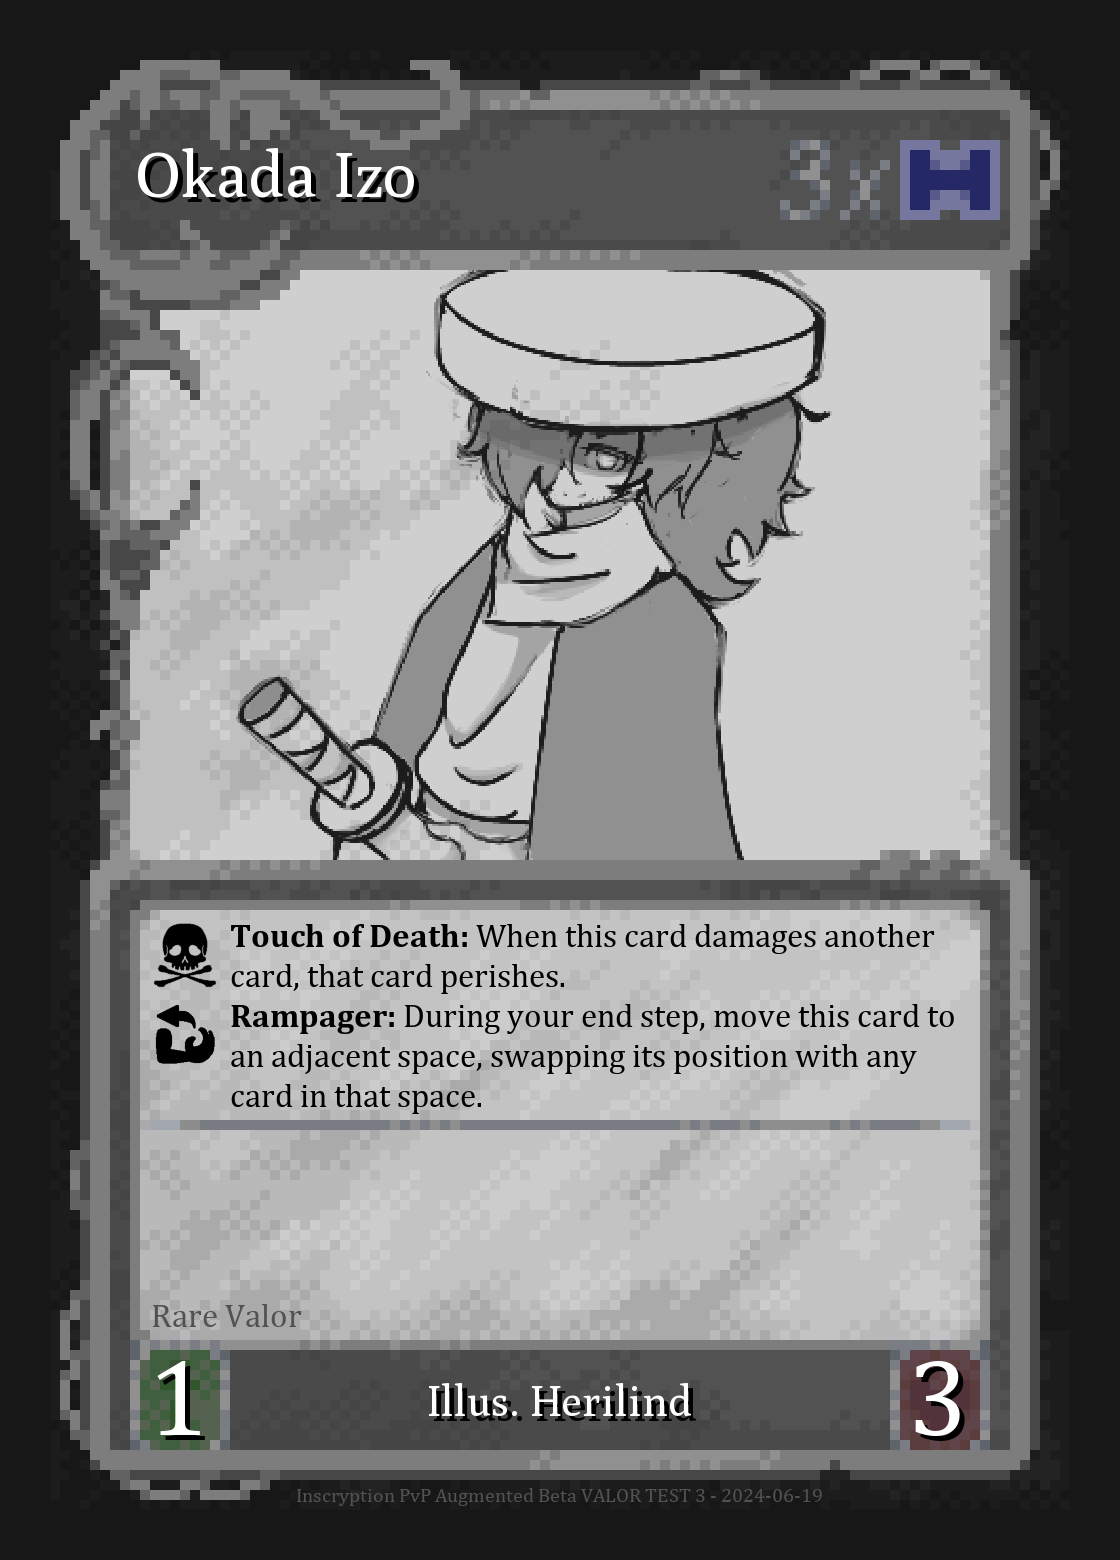 Okada Izo
3x
Touch of Death: When this card damages another
card, that card perishes.
Rampager: During your end step, move this card to
an adjacent space, swapping its position with any
card in that space.
Rare Valor
1
Illus. Herilind
3
Inscryption PvP Augmented Beta VALOR TEST 3 - 2024-06-19